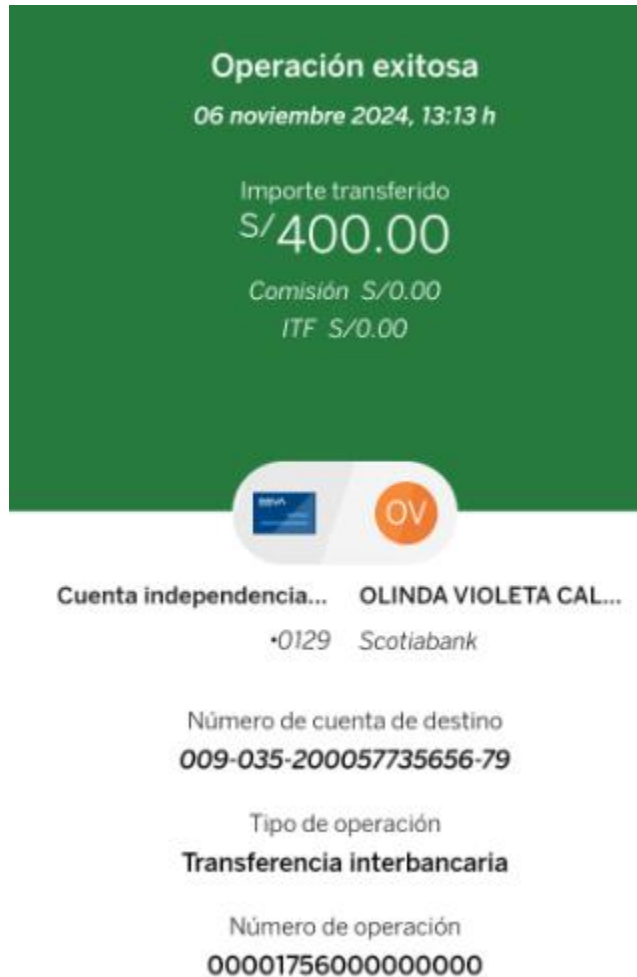 Operación exitosa
06 noviembre 2024, 13:13 h
Importe transferido
S/400.00
Comisión S/0.00
ITF S/0.00
BBVA
OV
Cuenta independencia... OLINDA VIOLETA CAL...
•0129 Scotiabank
Número de cuenta de destino
009-035-200057735656-79
Tipo de operación
Transferencia interbancaria
Número de operación
00001756000000000